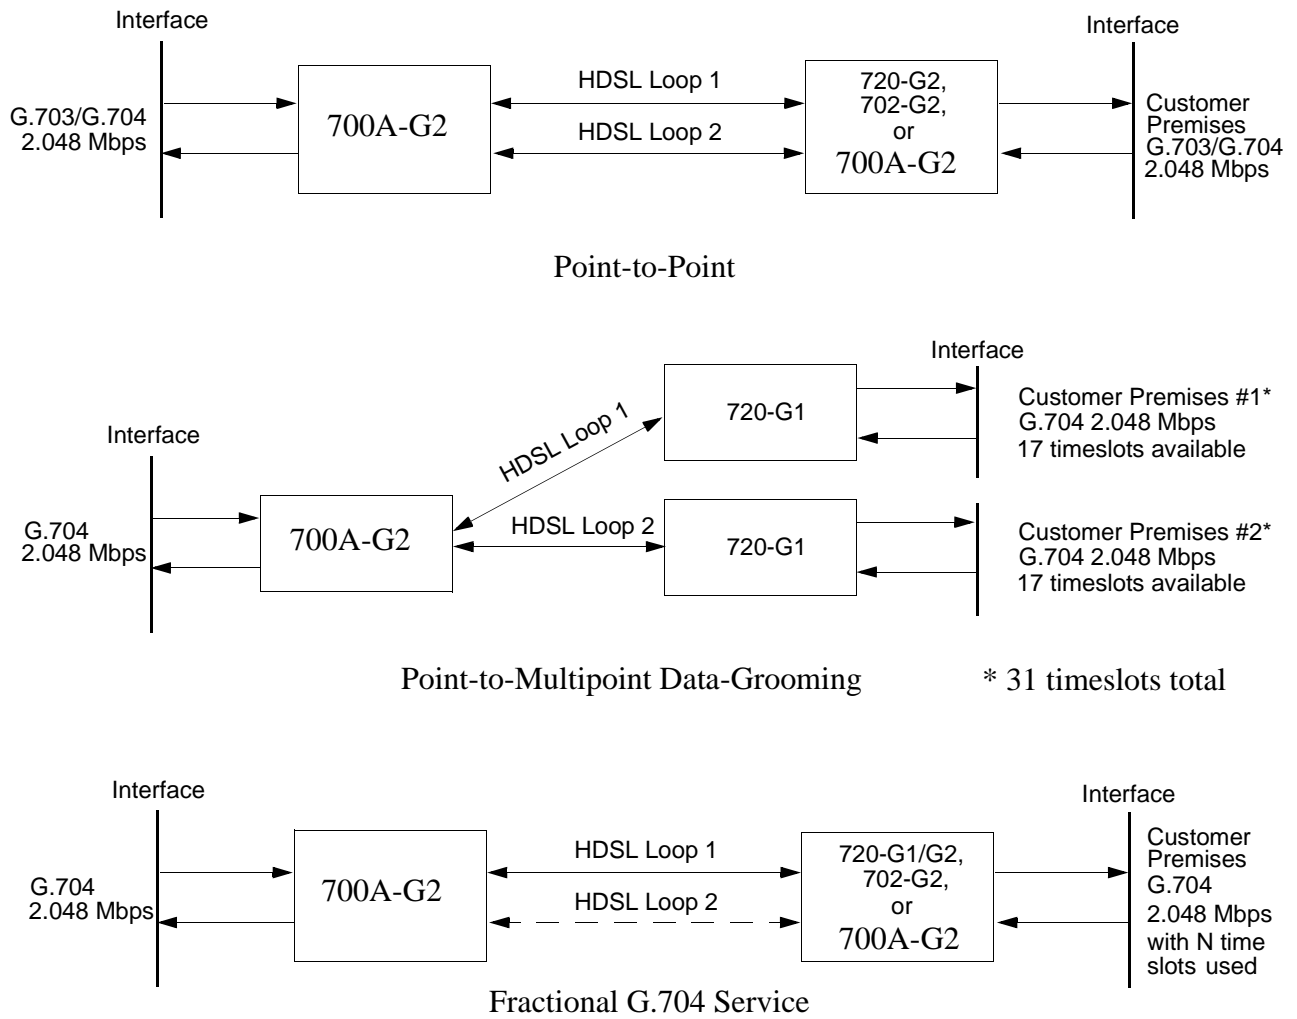 Interface
Interface
G.703/G.704
2.048 Mbps
700A-G2
HDSL Loop 1
HDSL Loop 2
720-G2,
702-G2,
or
700A-G2
Customer
Premises
G.703/G.704
2.048 Mbps
Point-to-Point
Interface
Interface
G.704
2.048 Mbps
700A-G2
HDSL Loop 1
HDSL Loop 2
720-G1
720-G1
Customer Premises #1*
G.704 2.048 Mbps
17 timeslots available
Customer Premises #2*
G.704 2.048 Mbps
17 timeslots available
Point-to-Multipoint Data-Grooming
* 31 timeslots total
Interface
Interface
G.704
2.048 Mbps
700A-G2
HDSL Loop 1
HDSL Loop 2
720-G1/G2,
702-G2,
or
700A-G2
Customer
Premises
G.704
2.048 Mbps
with N time
slots used
Fractional G.704 Service